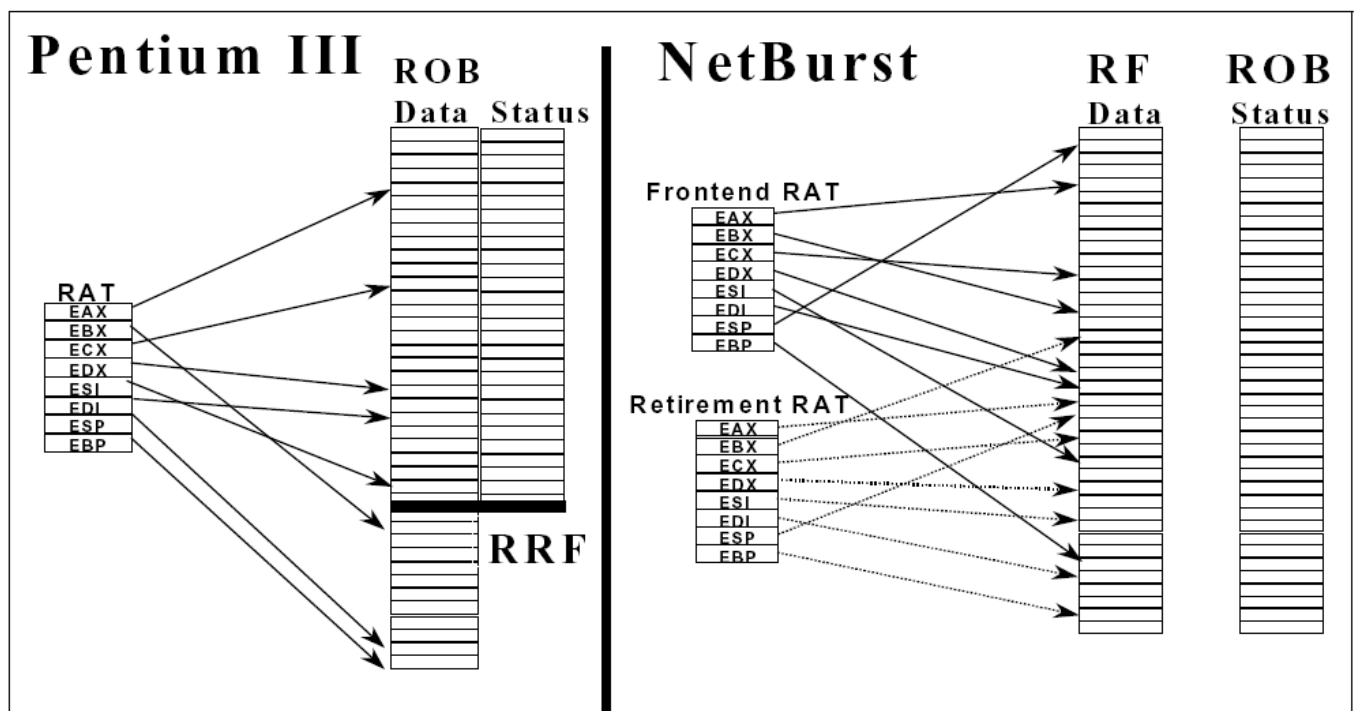 Pentium III
ROB
Data Status
RAT
EAX
EBX
ECX
EDX
ESI
EDI
ESP
EBP
RRF
NetBurst
RF
ROB
Data
Status
Frontend RAT
EAX
EBX
ECX
EDX
ESI
EDI
ESP
EBP
Retirement RAT
EAX
EBX
ECX
EDX
ESI
EDI
ESP
EBP